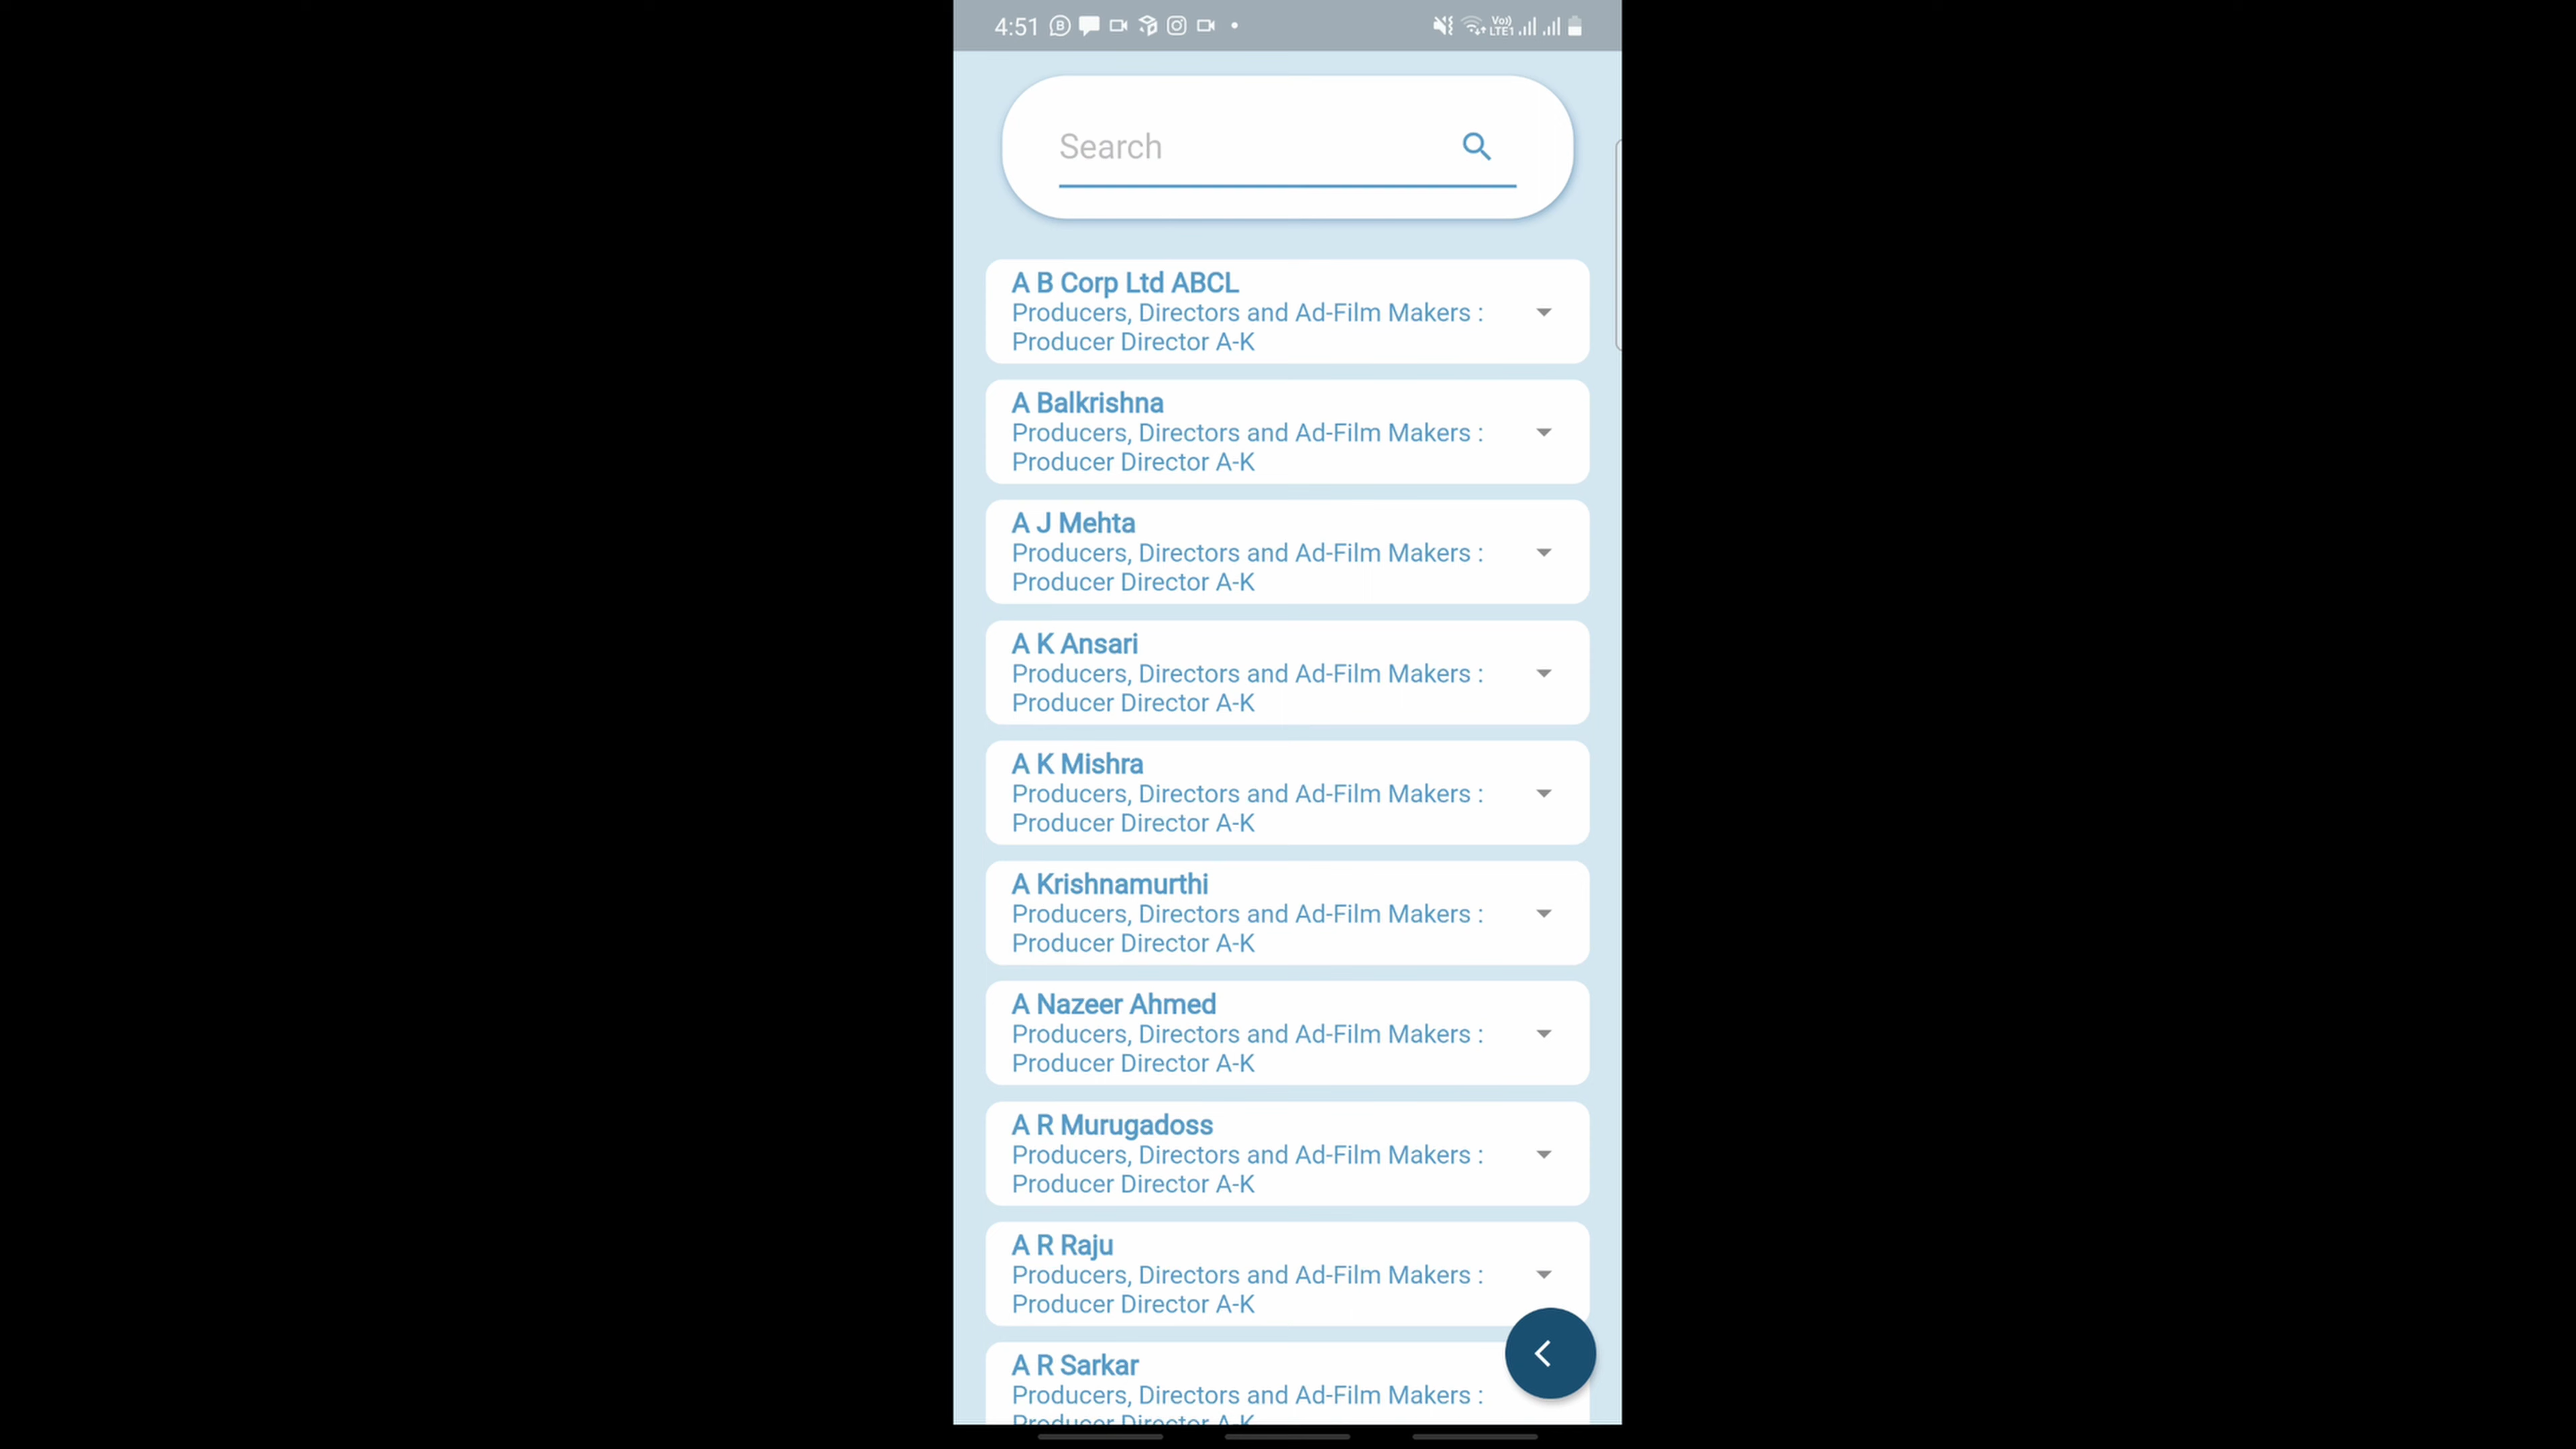 4:51
Vo))
LTE1
Search
A B Corp Ltd ABCL
Producers, Directors and Ad-Film Makers :
Producer Director A-K
A Balkrishna
Producers, Directors and Ad-Film Makers :
Producer Director A-K
A J Mehta
Producers, Directors and Ad-Film Makers :
Producer Director A-K
A K Ansari
Producers, Directors and Ad-Film Makers :
Producer Director A-K
A K Mishra
Producers, Directors and Ad-Film Makers :
Producer Director A-K
A Krishnamurthi
Producers, Directors and Ad-Film Makers :
Producer Director A-K
A Nazeer Ahmed
Producers, Directors and Ad-Film Makers :
Producer Director A-K
A R Murugadoss
Producers, Directors and Ad-Film Makers :
Producer Director A-K
A R Raju
Producers, Directors and Ad-Film Makers :
Producer Director A-K
A R Sarkar
Producers, Directors and Ad-Film Makers :
Producer Director A-K